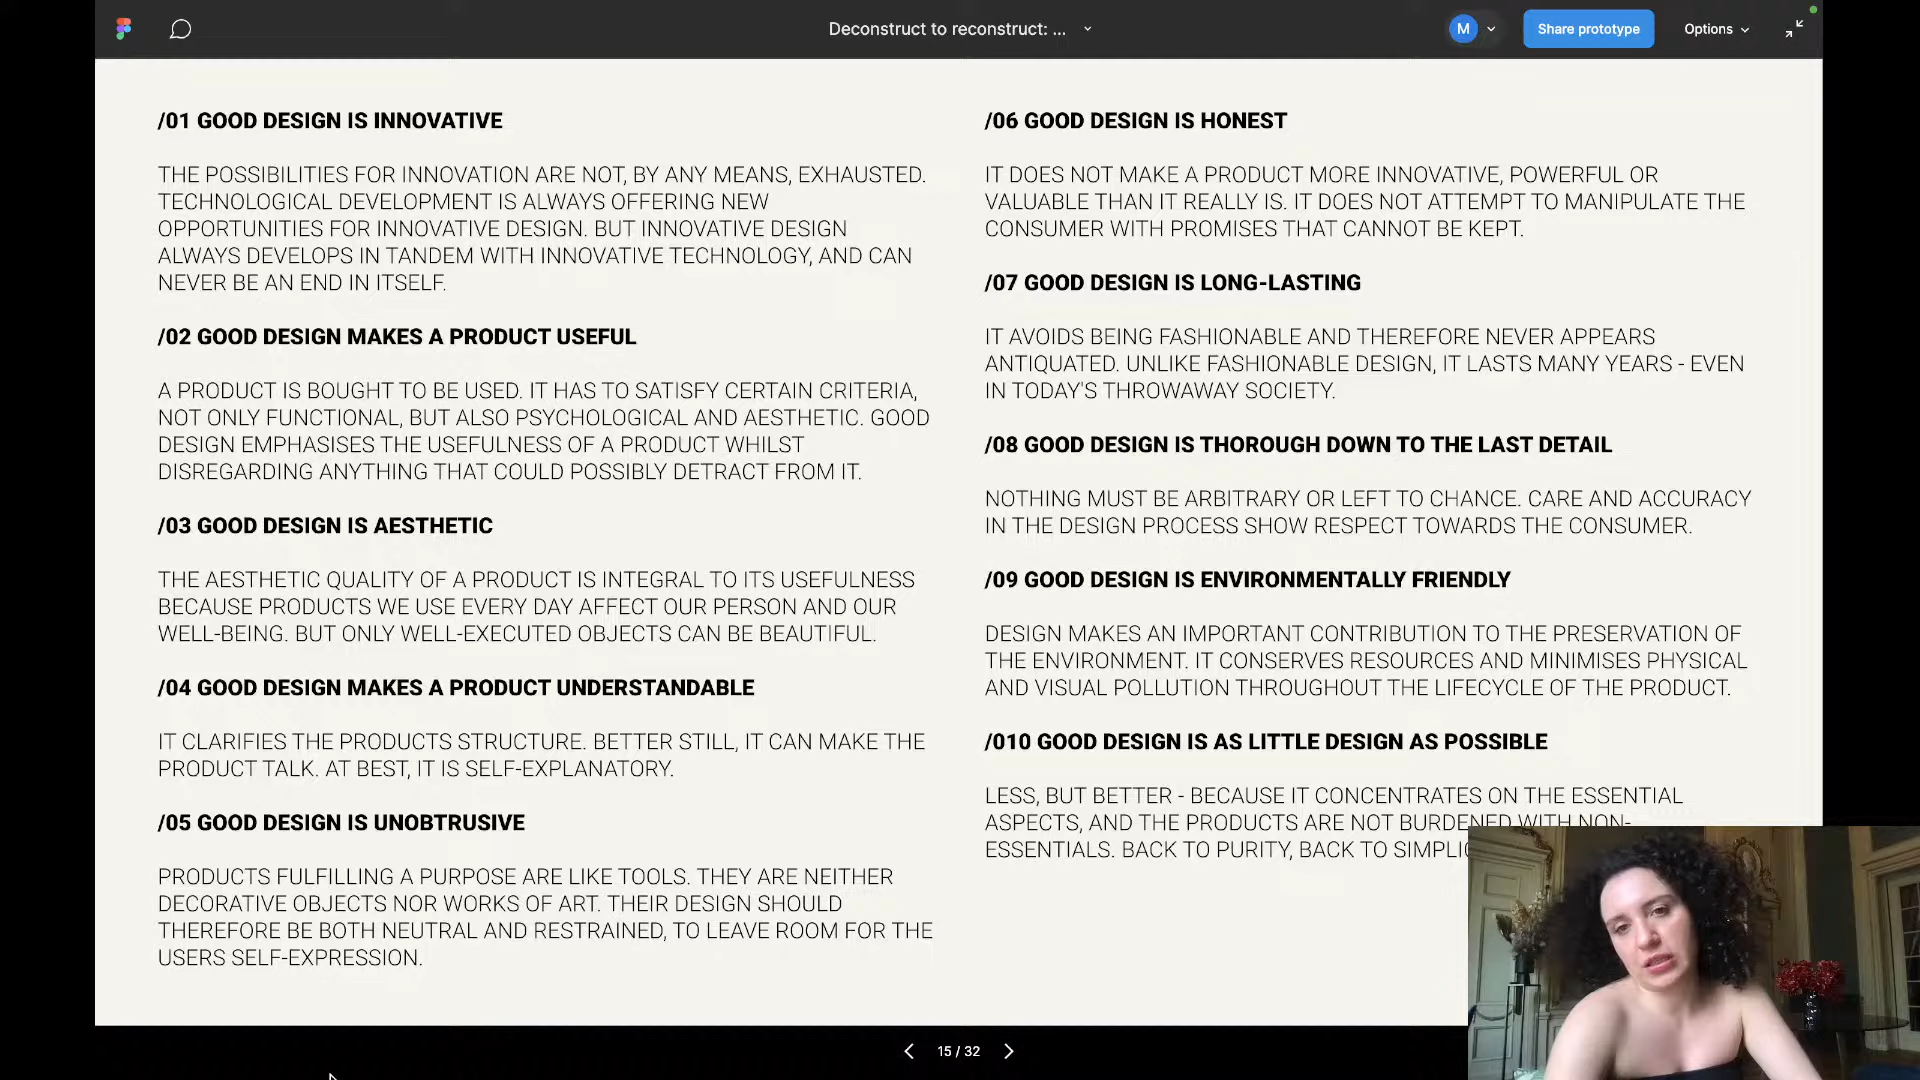 Deconstruct to reconstruct: ...
M
Share prototype
Options
/01 GOOD DESIGN IS INNOVATIVE
THE POSSIBILITIES FOR INNOVATION ARE NOT, BY ANY MEANS, EXHAUSTED.
TECHNOLOGICAL DEVELOPMENT IS ALWAYS OFFERING NEW
OPPORTUNITIES FOR INNOVATIVE DESIGN. BUT INNOVATIVE DESIGN
ALWAYS DEVELOPS IN TANDEM WITH INNOVATIVE TECHNOLOGY, AND CAN
NEVER BE AN END IN ITSELF.
/02 GOOD DESIGN MAKES A PRODUCT USEFUL
A PRODUCT IS BOUGHT TO BE USED. IT HAS TO SATISFY CERTAIN CRITERIA,
NOT ONLY FUNCTIONAL, BUT ALSO PSYCHOLOGICAL AND AESTHETIC. GOOD
DESIGN EMPHASISES THE USEFULNESS OF A PRODUCT WHILST
DISREGARDING ANYTHING THAT COULD POSSIBLY DETRACT FROM IT.
/03 GOOD DESIGN IS AESTHETIC
THE AESTHETIC QUALITY OF A PRODUCT IS INTEGRAL TO ITS USEFULNESS
BECAUSE PRODUCTS WE USE EVERY DAY AFFECT OUR PERSON AND OUR
WELL-BEING. BUT ONLY WELL-EXECUTED OBJECTS CAN BE BEAUTIFUL.
/04 GOOD DESIGN MAKES A PRODUCT UNDERSTANDABLE
IT CLARIFIES THE PRODUCTS STRUCTURE. BETTER STILL, IT CAN MAKE THE
PRODUCT TALK. AT BEST, IT IS SELF-EXPLANATORY.
/05 GOOD DESIGN IS UNOBTRUSIVE
PRODUCTS FULFILLING A PURPOSE ARE LIKE TOOLS. THEY ARE NEITHER
DECORATIVE OBJECTS NOR WORKS OF ART. THEIR DESIGN SHOULD
THEREFORE BE BOTH NEUTRAL AND RESTRAINED, TO LEAVE ROOM FOR THE
USERS SELF-EXPRESSION.
/06 GOOD DESIGN IS HONEST
IT DOES NOT MAKE A PRODUCT MORE INNOVATIVE, POWERFUL OR
VALUABLE THAN IT REALLY IS. IT DOES NOT ATTEMPT TO MANIPULATE THE
CONSUMER WITH PROMISES THAT CANNOT BE KEPT.
/07 GOOD DESIGN IS LONG-LASTING
IT AVOIDS BEING FASHIONABLE AND THEREFORE NEVER APPEARS
ANTIQUATED. UNLIKE FASHIONABLE DESIGN, IT LASTS MANY YEARS - EVEN
IN TODAY'S THROWAWAY SOCIETY.
/08 GOOD DESIGN IS THOROUGH DOWN TO THE LAST DETAIL
NOTHING MUST BE ARBITRARY OR LEFT TO CHANCE. CARE AND ACCURACY
IN THE DESIGN PROCESS SHOW RESPECT TOWARDS THE CONSUMER.
/09 GOOD DESIGN IS ENVIRONMENTALLY FRIENDLY
DESIGN MAKES AN IMPORTANT CONTRIBUTION TO THE PRESERVATION OF
THE ENVIRONMENT. IT CONSERVES RESOURCES AND MINIMISES PHYSICAL
AND VISUAL POLLUTION THROUGHOUT THE LIFECYCLE OF THE PRODUCT.
/010 GOOD DESIGN IS AS LITTLE DESIGN AS POSSIBLE
LESS, BUT BETTER - BECAUSE IT CONCENTRATES ON THE ESSENTIAL
ASPECTS, AND THE PRODUCTS ARE NOT BURDENED WITH NON-
ESSENTIALS. BACK TO PURITY, BACK TO
15 / 32